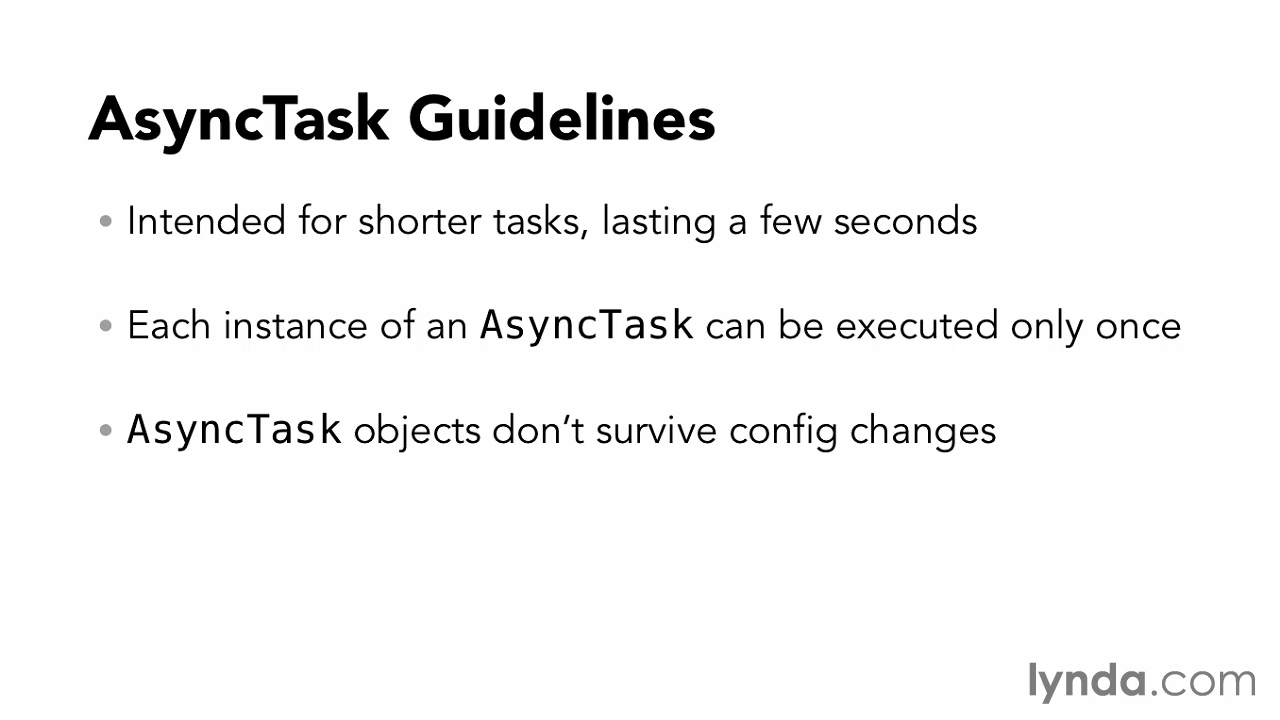 AsyncTask Guidelines
• Intended for shorter tasks, lasting a few seconds
• Each instance of an AsyncTask can be executed only once
• AsyncTask objects don’t survive config changes
lynda.com